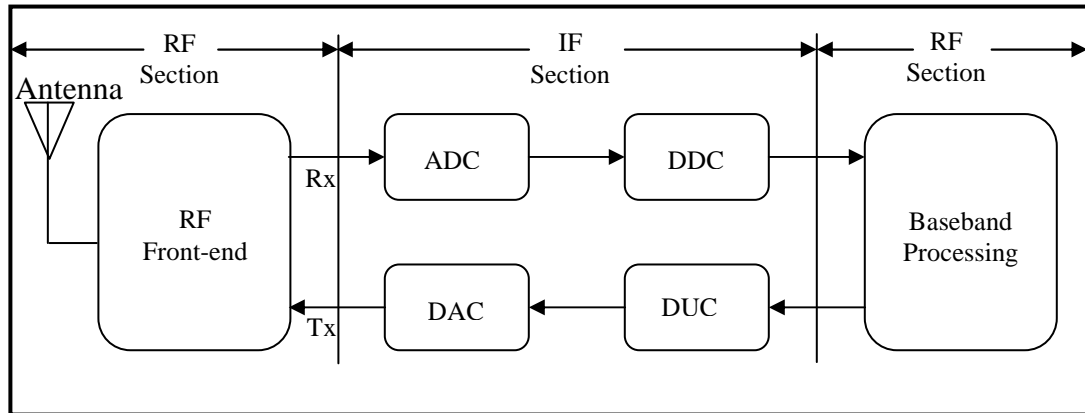 RF
Section
IF
Section
RF
Section
Antenna
ADC
DDC
Rx
RF
Front-end
Baseband
Processing
DAC
DUC
Tx